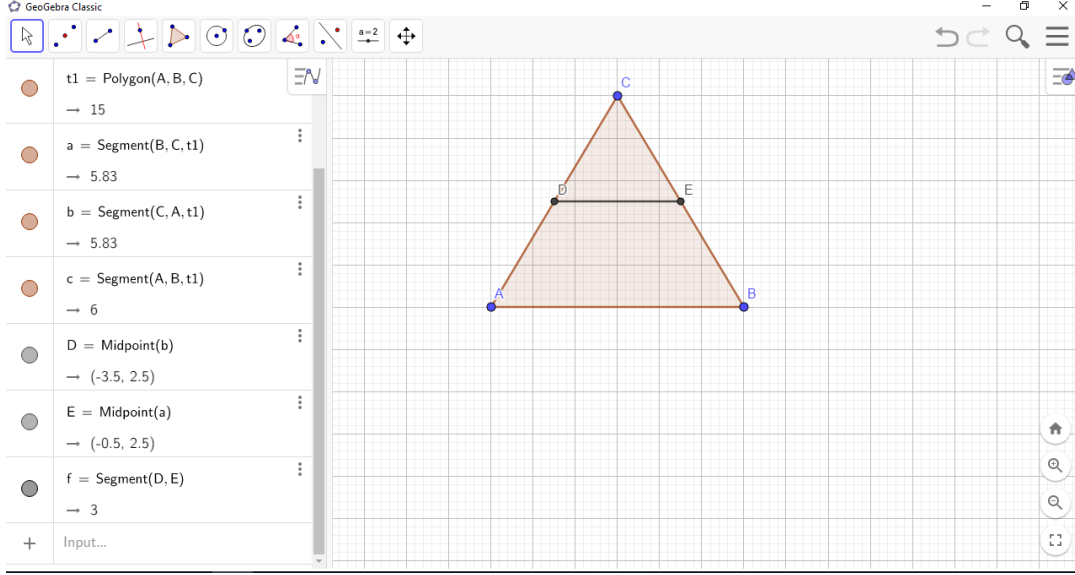 GeoGebra Classic
a=2
t1 = Polygon(A, B, C)
→ 15
a = Segment(B, C, t1)
→ 5.83
b = Segment(C, A, t1)
→ 5.83
c = Segment(A, B, t1)
→ 6
D = Midpoint(b)
→ (-3.5, 2.5)
E = Midpoint(a)
→ (-0.5, 2.5)
f = Segment(D, E)
→ 3
Input...
C
D
E
A
B